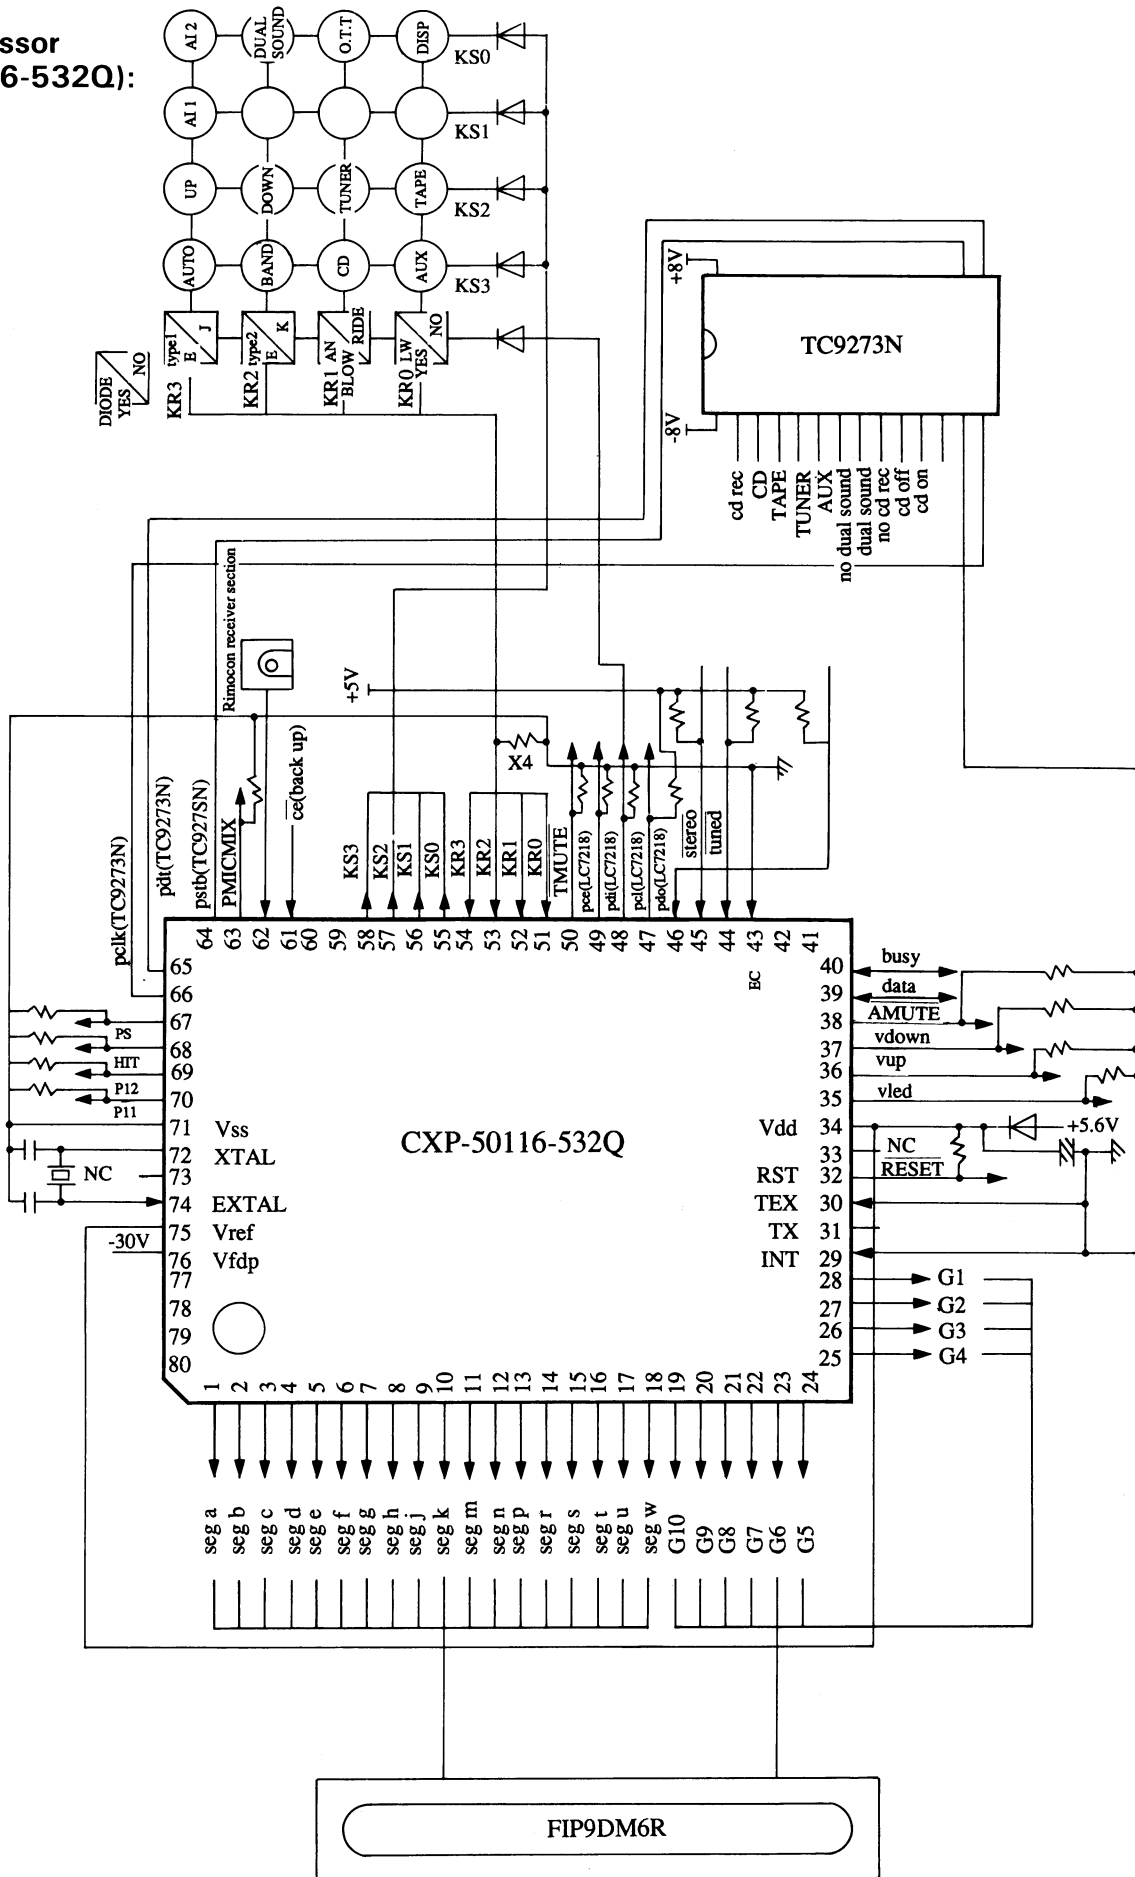 ssor
6-532Q):
AI 2
DUAL SOUND
O.T.T
DISP
KS0
AI 1
KS1
UP
DOWN
TUNER
TAPE
KS2
AUTO
BAND
CD
AUX
KS3
type1
E
J
type2
E
K
AN
BLOW
RIDE
LW
YES
NO
DIODE
YES
NO
KR3
KR2
KR1
KR0
+8V
TC9273N
-8V
cd rec
CD
TAPE
TUNER
AUX
no dual sound
dual sound
no cd rec
cd off
cd on
Rimocon receiver section
+5V
X4
pclk(TC9273N)
pdt(TC9273N)
pstb(TC927SN)
PMICMIX
ce(back up)
KS3
KS2
KS1
KS0
KR3
KR2
KR1
KR0
TMUTE
pce(LC7218)
pdi(LC7218)
pcl(LC7218)
pdo(LC7218)
stereo
tuned
64 63 62 61 60 59 58 57 56 55 54 53 52 51 50 49 48 47 46 45 44 43 42 41
EC
65
66
67
PS
68
HIT
69
P12
70
P11
71 Vss
72 XTAL
NC 73
74 EXTAL
75 Vref
-30V
76 Vfdp
77
78
79
80
CXP-50116-532Q
40 busy
39 data
38 AMUTE
37 vdown
36 vup
35 vled
Vdd 34 +5.6V
33 NC
RST 32 RESET
TEX 30
TX 31
INT 29
28 G1
27 G2
26 G3
25 G4
1 2 3 4 5 6 7 8 9 10 11 12 13 14 15 16 17 18 19 20 21 22 23 24
seg a
seg b
seg c
seg d
seg e
seg f
seg g
seg h
seg j
seg k
seg m
seg n
seg p
seg r
seg s
seg t
seg u
seg w
G10
G9
G8
G7
G6
G5
FIP9DM6R